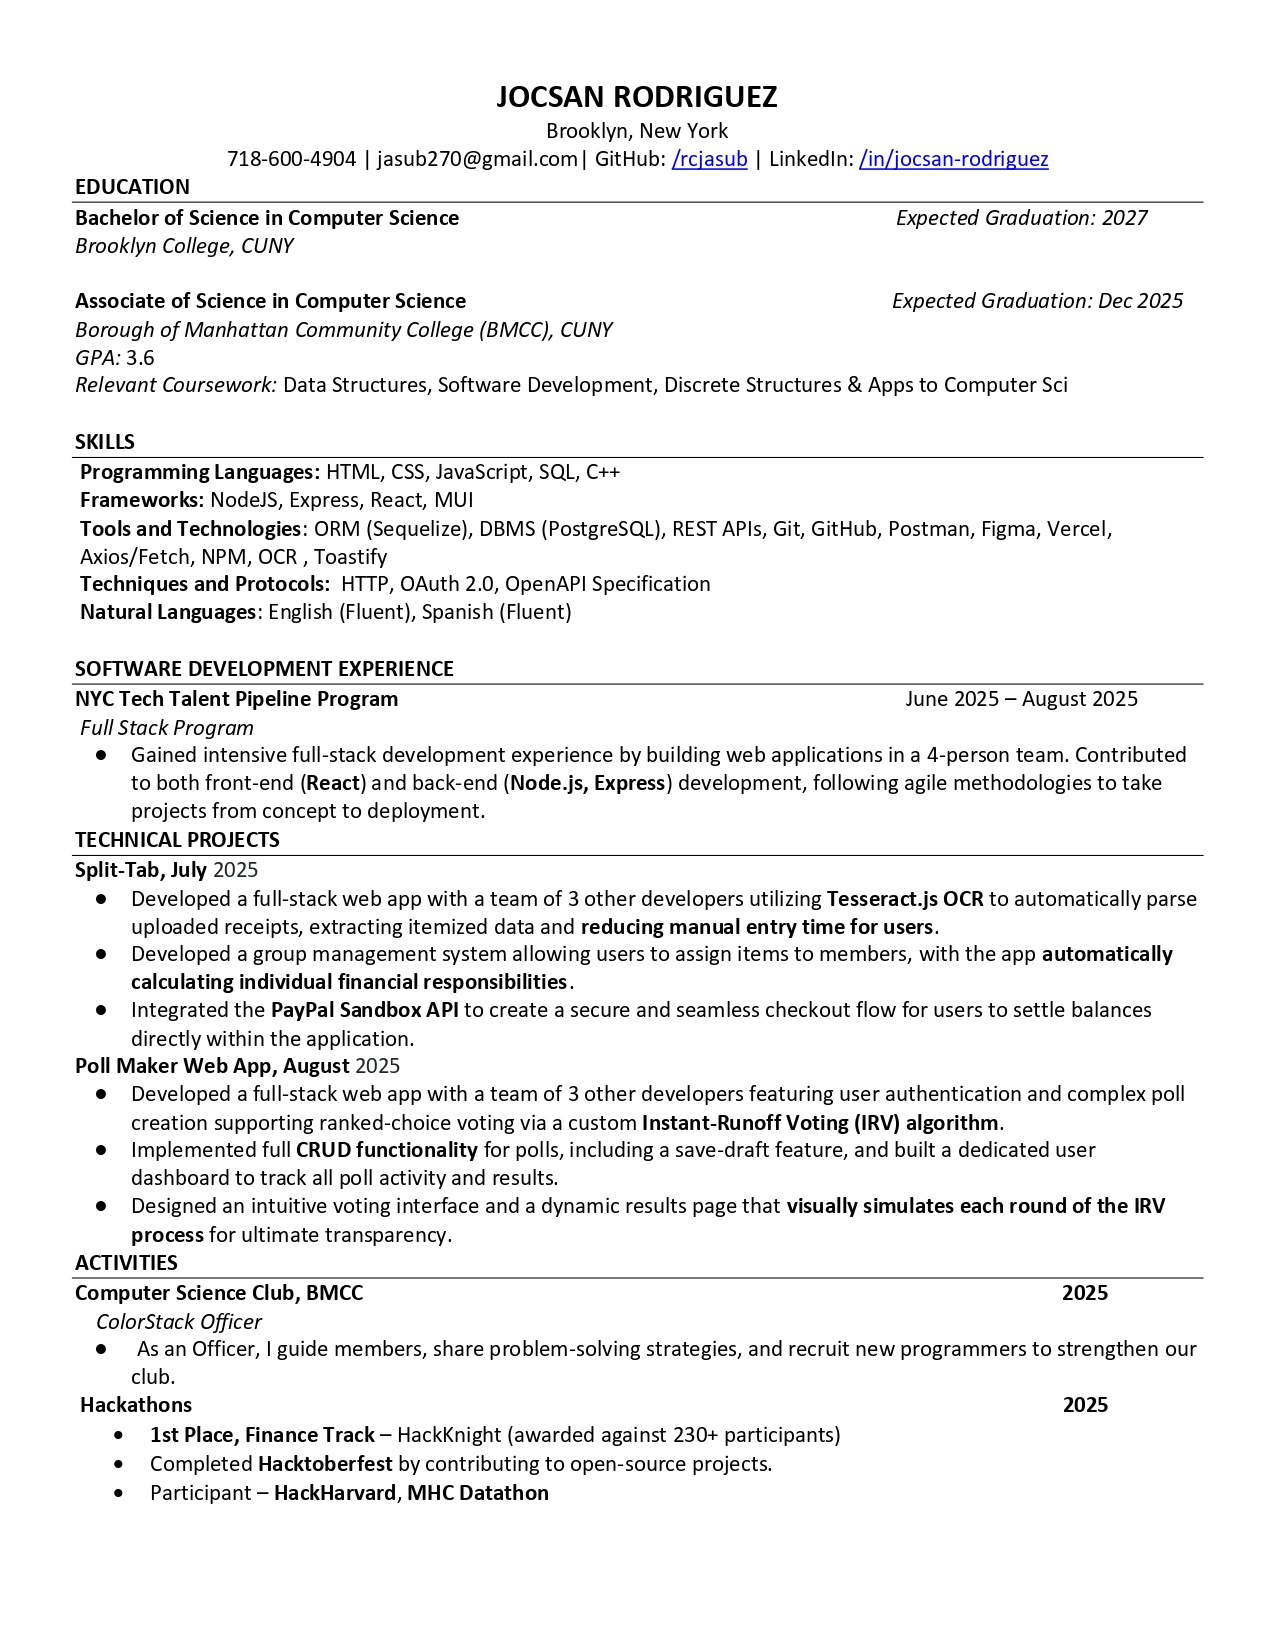 JOCSAN RODRIGUEZ
Brooklyn, New York
718-600-4904 | jasub270@gmail.com| GitHub: /rcjasub | LinkedIn: /in/jocsan-rodriguez
EDUCATION
Bachelor of Science in Computer Science Expected Graduation: 2027
Brooklyn College, CUNY
Associate of Science in Computer Science Expected Graduation: Dec 2025
Borough of Manhattan Community College (BMCC), CUNY
GPA: 3.6
Relevant Coursework: Data Structures, Software Development, Discrete Structures & Apps to Computer Sci
SKILLS
Programming Languages: HTML, CSS, JavaScript, SQL, C++
Frameworks: NodeJS, Express, React, MUI
Tools and Technologies: ORM (Sequelize), DBMS (PostgreSQL), REST APIs, Git, GitHub, Postman, Figma, Vercel,
Axios/Fetch, NPM, OCR , Toastify
Techniques and Protocols: HTTP, OAuth 2.0, OpenAPI Specification
Natural Languages: English (Fluent), Spanish (Fluent)
SOFTWARE DEVELOPMENT EXPERIENCE
NYC Tech Talent Pipeline Program June 2025 – August 2025
Full Stack Program
● Gained intensive full-stack development experience by building web applications in a 4-person team. Contributed
to both front-end (React) and back-end (Node.js, Express) development, following agile methodologies to take
projects from concept to deployment.
TECHNICAL PROJECTS
Split-Tab, July 2025
● Developed a full-stack web app with a team of 3 other developers utilizing Tesseract.js OCR to automatically parse
uploaded receipts, extracting itemized data and reducing manual entry time for users.
● Developed a group management system allowing users to assign items to members, with the app automatically
calculating individual financial responsibilities.
● Integrated the PayPal Sandbox API to create a secure and seamless checkout flow for users to settle balances
directly within the application.
Poll Maker Web App, August 2025
● Developed a full-stack web app with a team of 3 other developers featuring user authentication and complex poll
creation supporting ranked-choice voting via a custom Instant-Runoff Voting (IRV) algorithm.
● Implemented full CRUD functionality for polls, including a save-draft feature, and built a dedicated user
dashboard to track all poll activity and results.
● Designed an intuitive voting interface and a dynamic results page that visually simulates each round of the IRV
process for ultimate transparency.
ACTIVITIES
Computer Science Club, BMCC 2025
ColorStack Officer
● As an Officer, I guide members, share problem-solving strategies, and recruit new programmers to strengthen our
club.
Hackathons 2025
• 1st Place, Finance Track – HackKnight (awarded against 230+ participants)
• Completed Hacktoberfest by contributing to open-source projects.
• Participant – HackHarvard, MHC Datathon